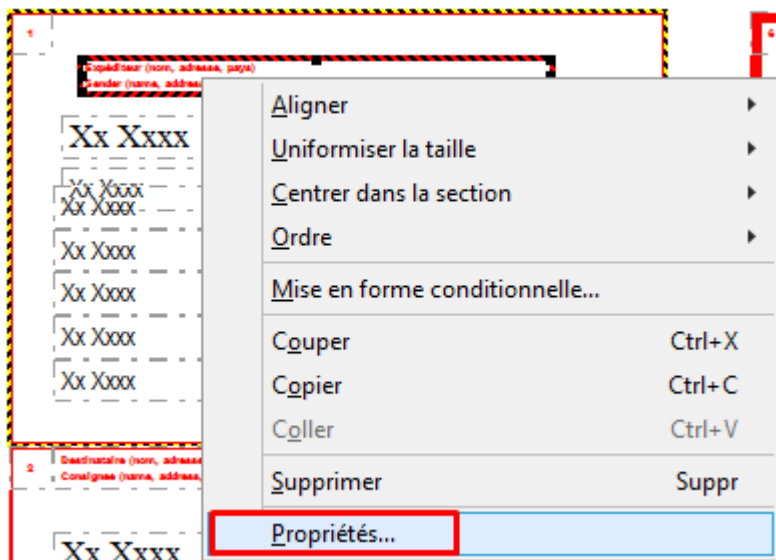 1
6
Expéditeur (nom, adresse, pays)
Sender (name, addres
Xx Xxxx
Xx Xxxx
Xx Xxxx
Xx Xxxx
Xx Xxxx
Xx Xxxx
Xx Xxxx
2
Destinataire (nom, adresse
Consignee (name, address,
Xx Xxxx
Aligner
Uniformiser la taille
Centrer dans la section
Ordre
Mise en forme conditionnelle...
Couper Ctrl+X
Copier Ctrl+C
Coller Ctrl+V
Supprimer Suppr
Propriétés...